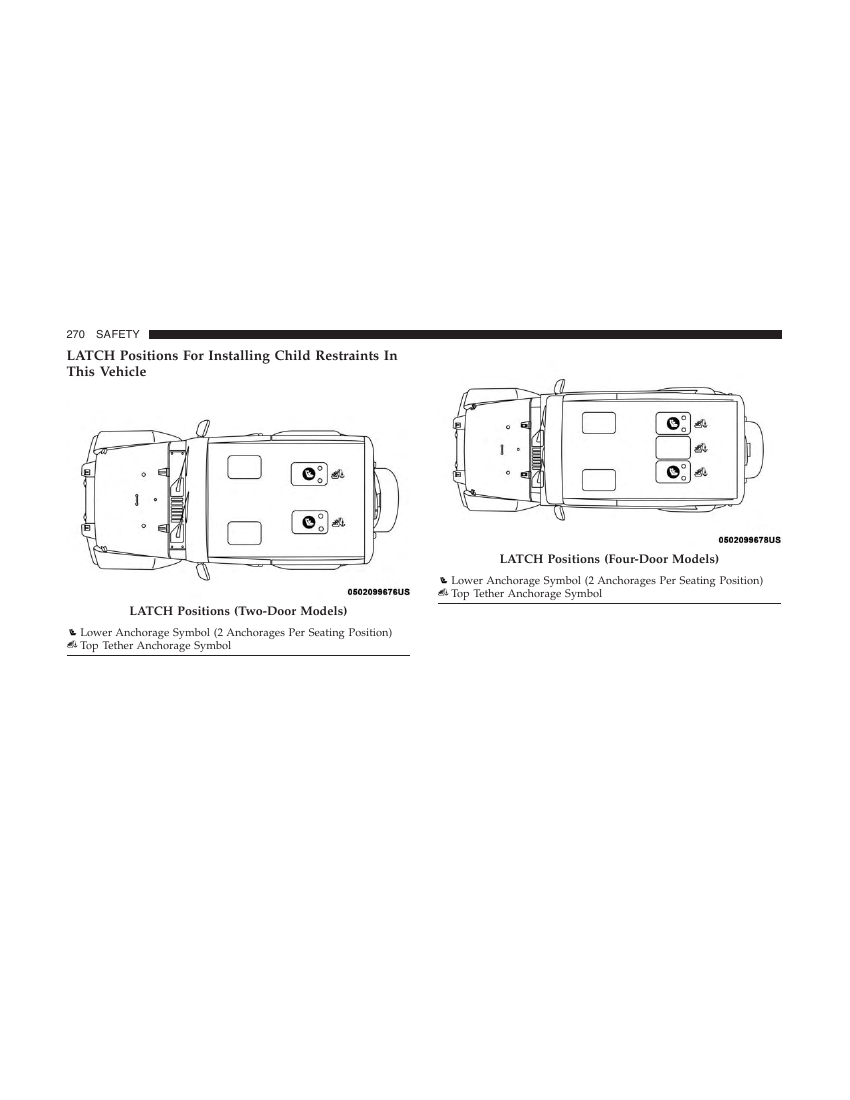 270 SAFETY
LATCH Positions For Installing Child Restraints In
This Vehicle
0502099676US
LATCH Positions (Two-Door Models)
Lower Anchorage Symbol (2 Anchorages Per Seating Position)
Top Tether Anchorage Symbol
0502099678US
LATCH Positions (Four-Door Models)
Lower Anchorage Symbol (2 Anchorages Per Seating Position)
Top Tether Anchorage Symbol